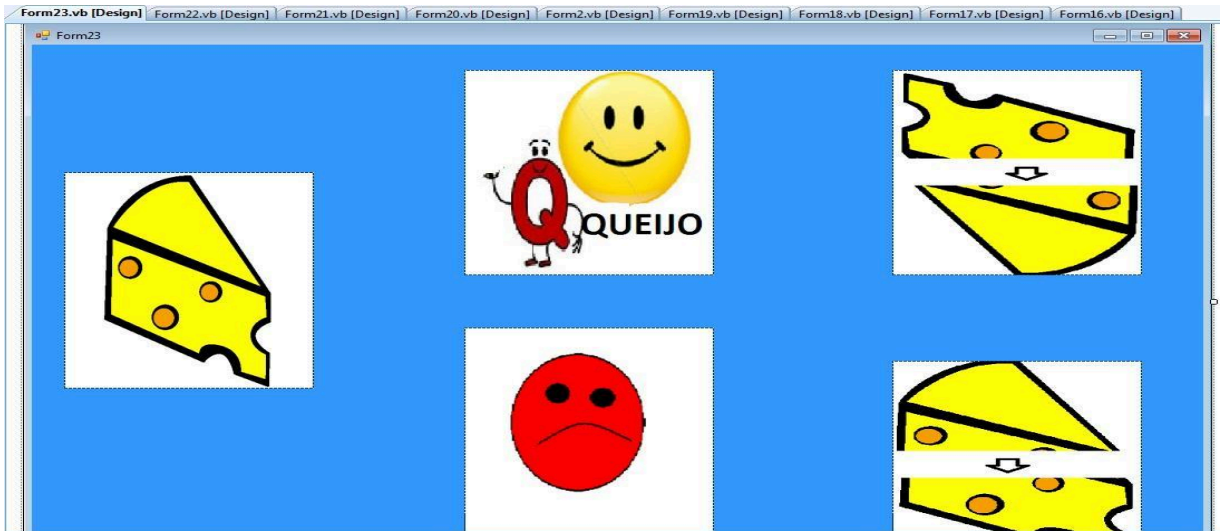 Form23.vb [Design] Form22.vb [Design] Form21.vb [Design] Form20.vb [Design] Form2.vb [Design] Form19.vb [Design] Form18.vb [Design] Form17.vb [Design] Form16.vb [Design]
Form23
Q
QUEIJO